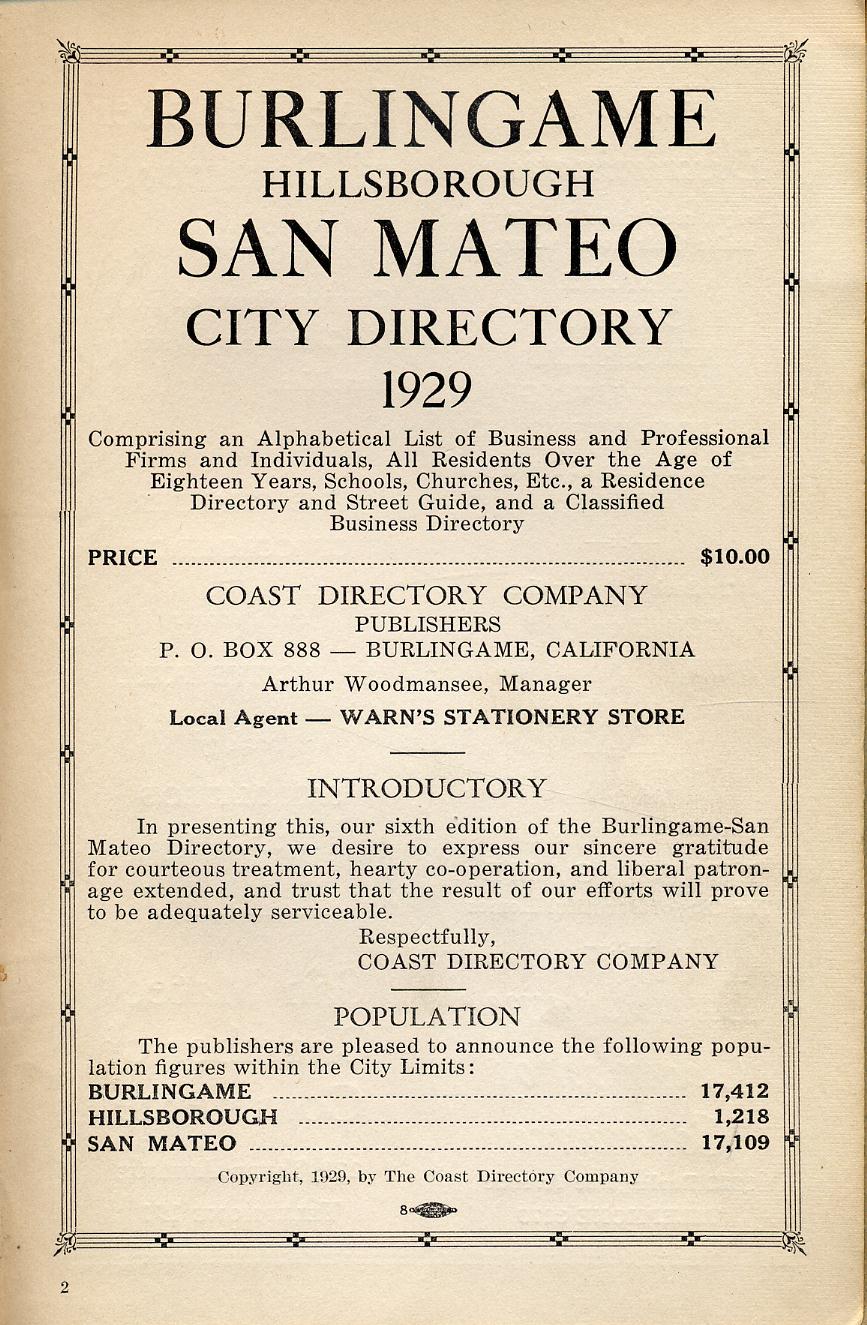 BURLINGAME
HILLSBOROUGH
SAN MATEO
CITY DIRECTORY
1929
Comprising an Alphabetical List of Business and Professional
Firms and Individuals, All Residents Over the Age of
Eighteen Years, Schools, Churches, Etc., a Residence
Directory and Street Guide, and a Classified
Business Directory
PRICE ........ $10.00
COAST DIRECTORY COMPANY
PUBLISHERS
P. O. BOX 888 — BURLINGAME, CALIFORNIA
Arthur Woodmansee, Manager
Local Agent — WARN'S STATIONERY STORE
INTRODUCTORY
In presenting this, our sixth edition of the Burlingame-San
Mateo Directory, we desire to express our sincere gratitude
for courteous treatment, hearty co-operation, and liberal patron-
age extended, and trust that the result of our efforts will prove
to be adequately serviceable.
Respectfully,
COAST DIRECTORY COMPANY
POPULATION
The publishers are pleased to announce the following popu-
lation figures within the City Limits:
BURLINGAME ........ 17,412
HILLSBOROUGH ........ 1,218
SAN MATEO ........ 17,109
Copyright, 1929, by The Coast Directory Company
8
2